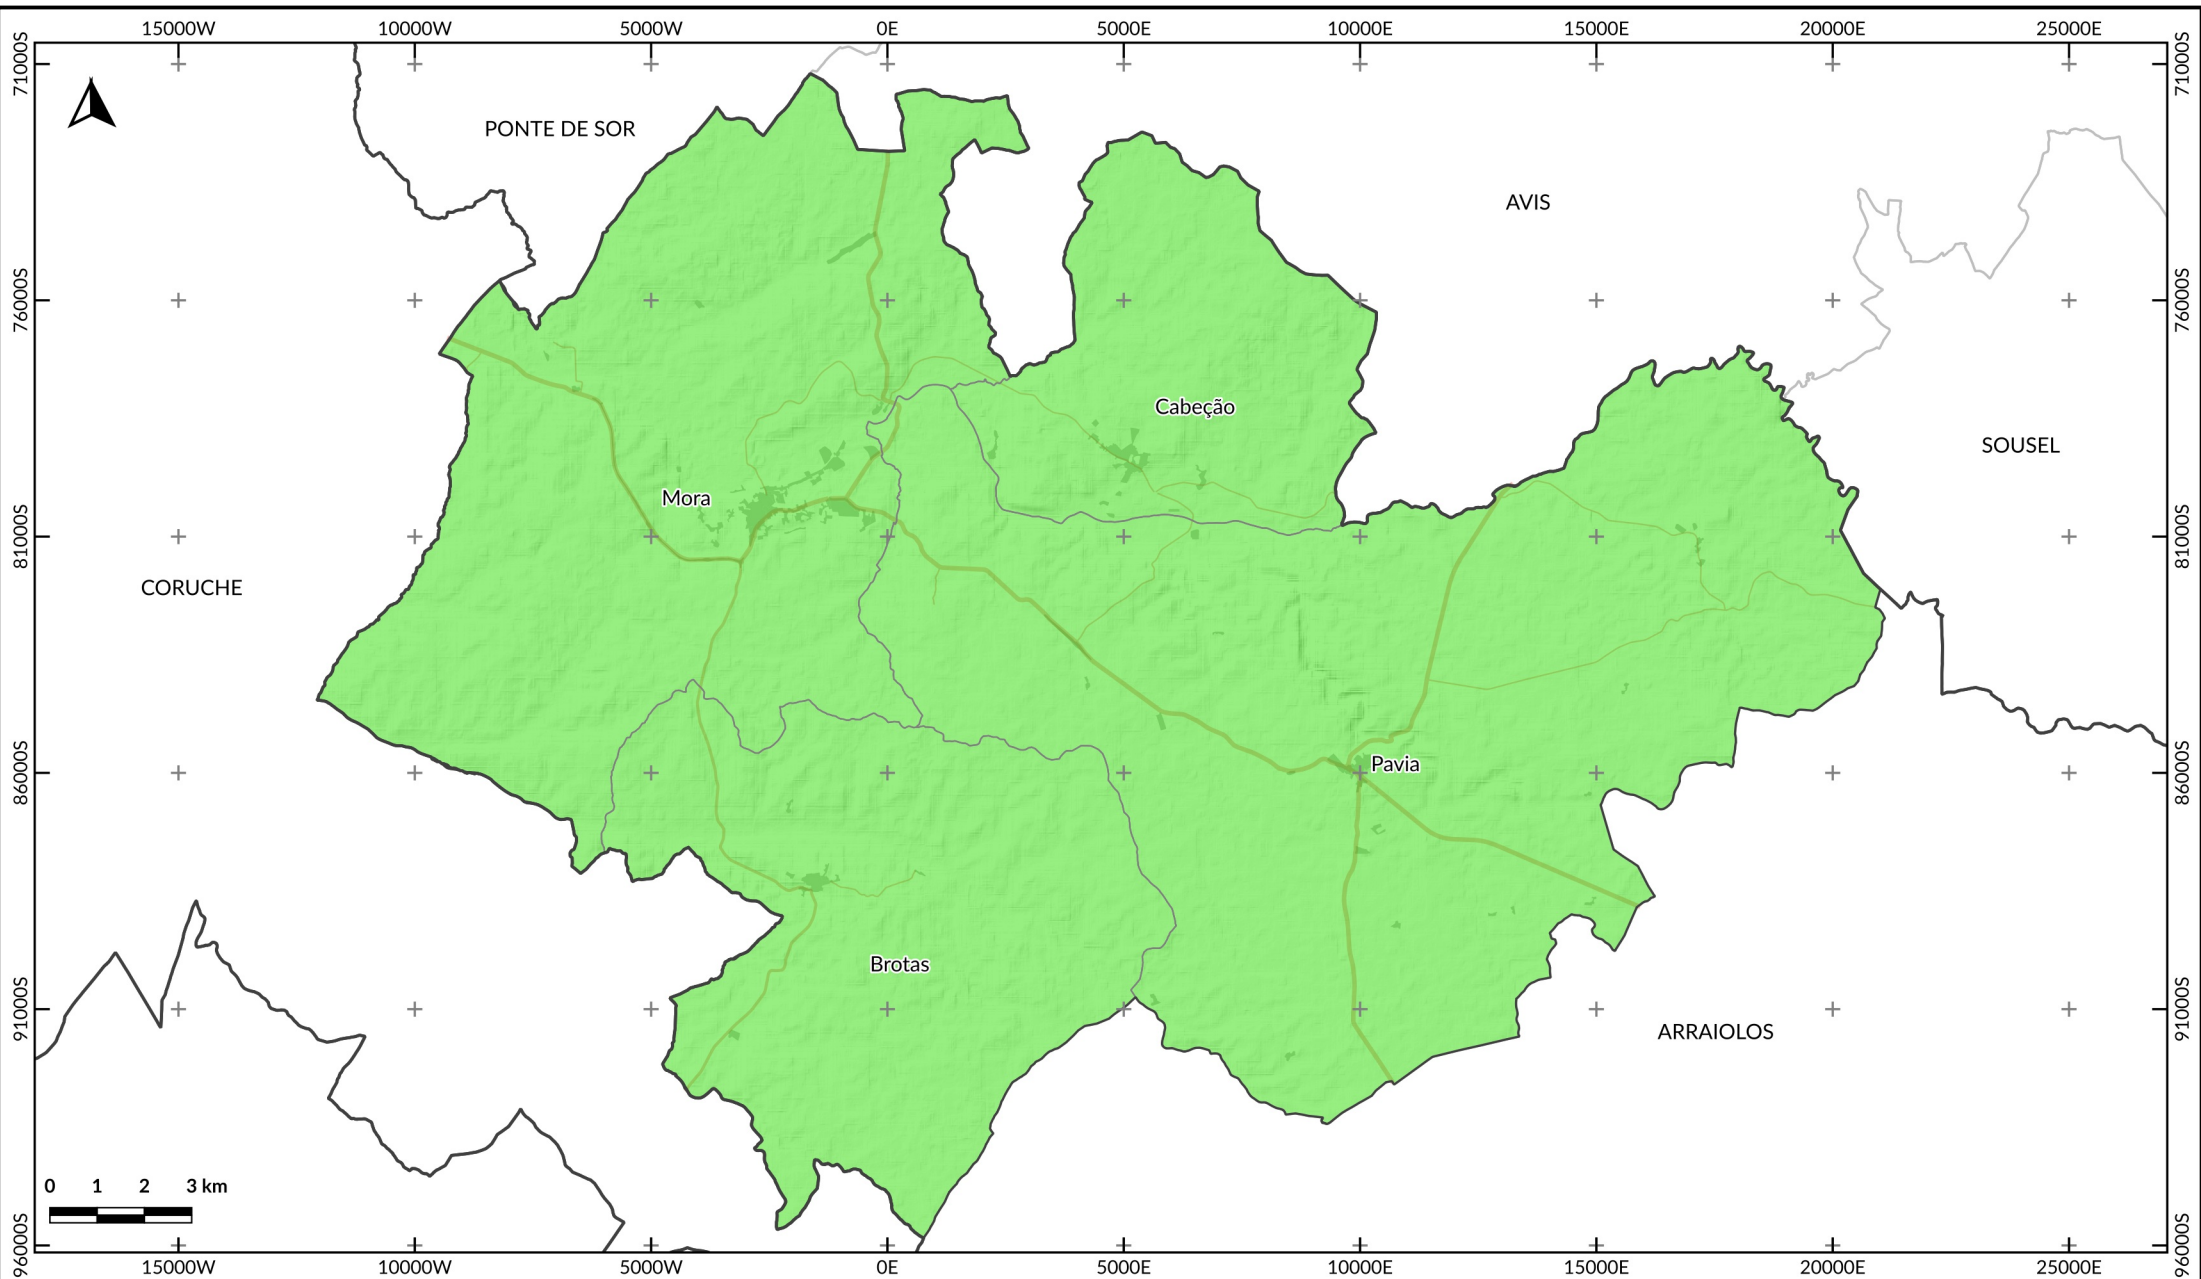 15000W 10000W 5000W 0E 5000E 10000E 15000E 20000E 25000E
71000S 71000S
PONTE DE SOR
AVIS
76000S 76000S
Cabeção
SOUSEL
Mora
81000S 81000S
CORUCHE
Pavia
86000S 86000S
Brotas
91000S 91000S
ARRAIOLOS
0 1 2 3 km
96000S 96000S
15000W 10000W 5000W 0E 5000E 10000E 15000E 20000E 25000E